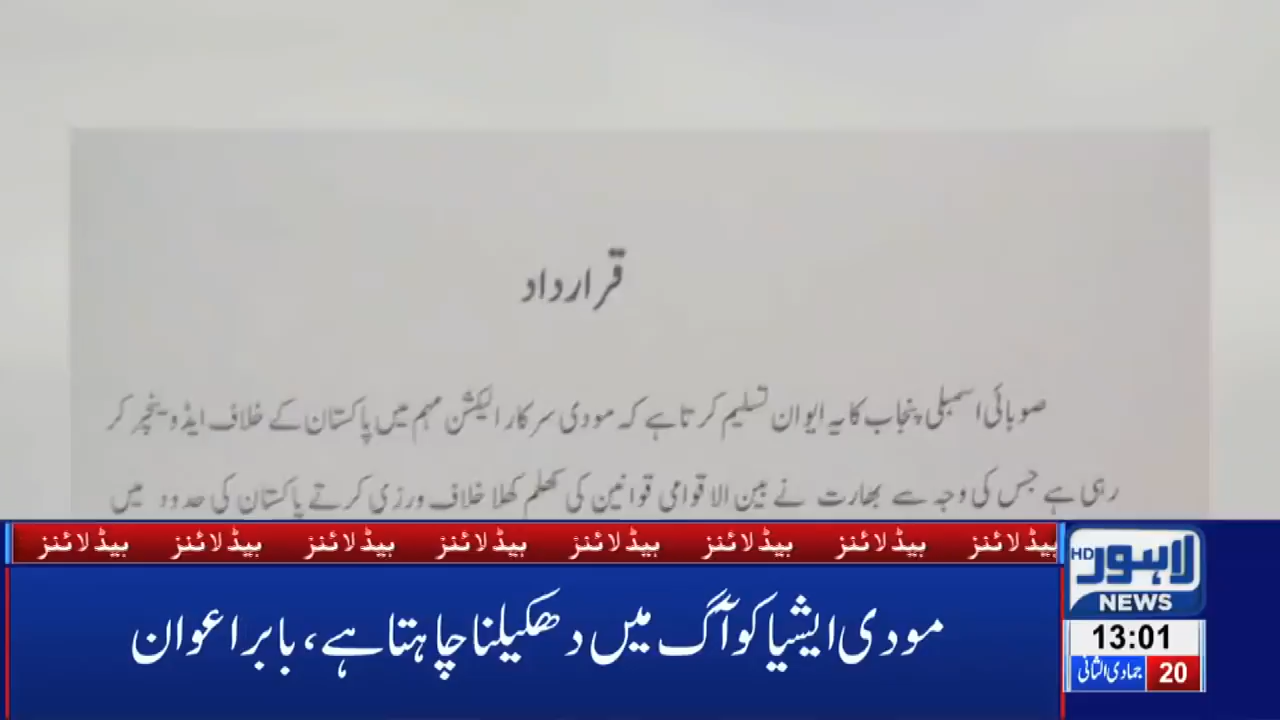 قرارداد
صوبائی اسمبلی پنجاب کا یہ ایوان تسلیم کرتا ہے کہ مودی سرکار الیکشن مہم میں پاکستان کے خلاف ایڈونچر کر
رہی ہے جس کی وجہ سے بھارت نے بین الاقوامی قوانین کی کھلم کھلا خلاف ورزی کرتے پاکستان کی حدود میں
ہیڈلائنز ہیڈلائنز ہیڈلائنز ہیڈلائنز ہیڈلائنز ہیڈلائنز ہیڈلائنز ہیڈلائنز
مودی ایشیا کو آگ میں دھکیلنا چاہتا ہے، بابر اعوان
لاہور HD
NEWS
13:01
20 جمادی الثانی